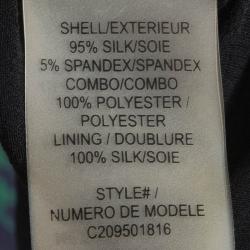 SHELL/EXTERIEUR
95% SILK/SOIE
5% SPANDEX/SPANDEX
COMBO/COMBO
100% POLYESTER /
POLYESTER
LINING / DOUBLURE
100% SILK/SOIE
STYLE# /
NUMERO DE MODELE
C209501816